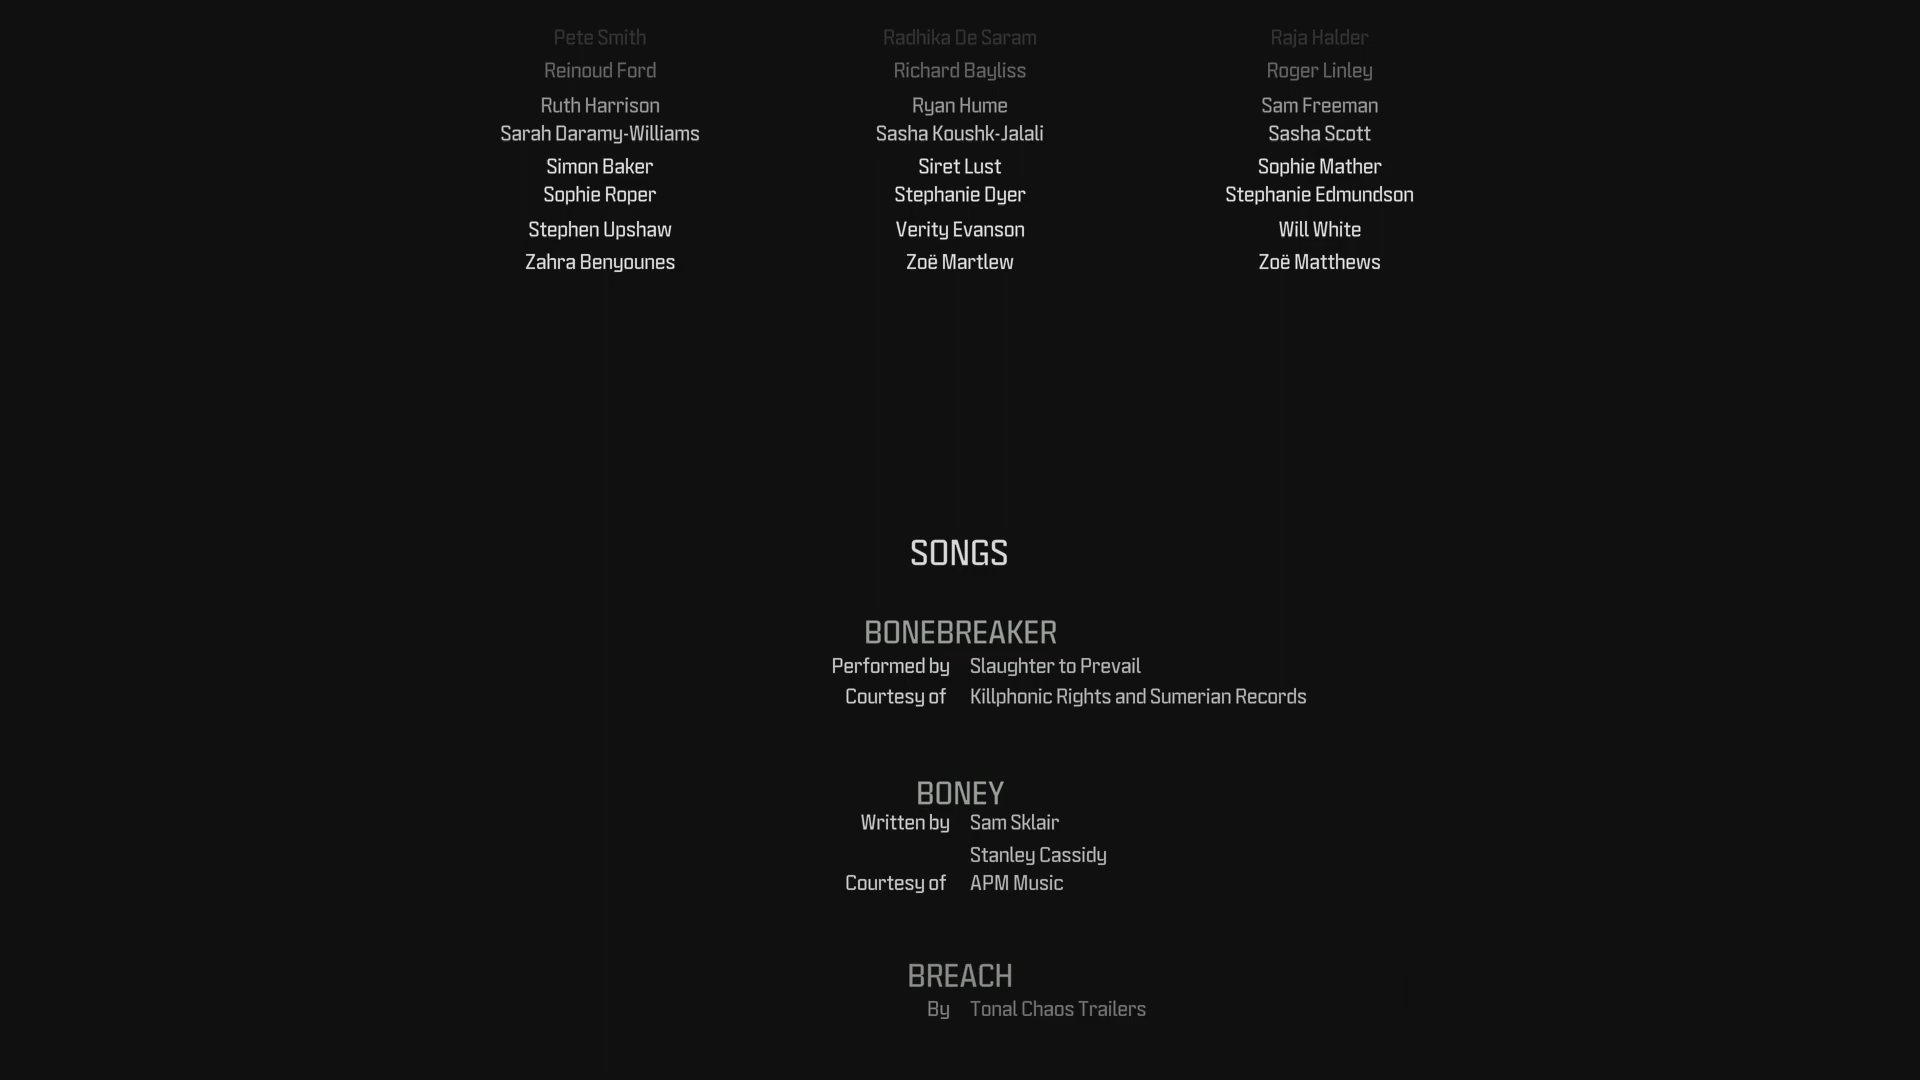 Pete Smith Radhika De Saram Raja Halder
Reinoud Ford Richard Bayliss Roger Linley
Ruth Harrison Ryan Hume Sam Freeman
Sarah Daramy-Williams Sasha Koushk-Jalali Sasha Scott
Simon Baker Siret Lust Sophie Mather
Sophie Roper Stephanie Dyer Stephanie Edmundson
Stephen Upshaw Verity Evanson Will White
Zahra Benyounes Zoë Martlew Zoë Matthews
SONGS
BONEBREAKER
Performed by Slaughter to Prevail
Courtesy of Killphonic Rights and Sumerian Records
BONEY
Written by Sam Sklair
Stanley Cassidy
Courtesy of APM Music
BREACH
By Tonal Chaos Trailers